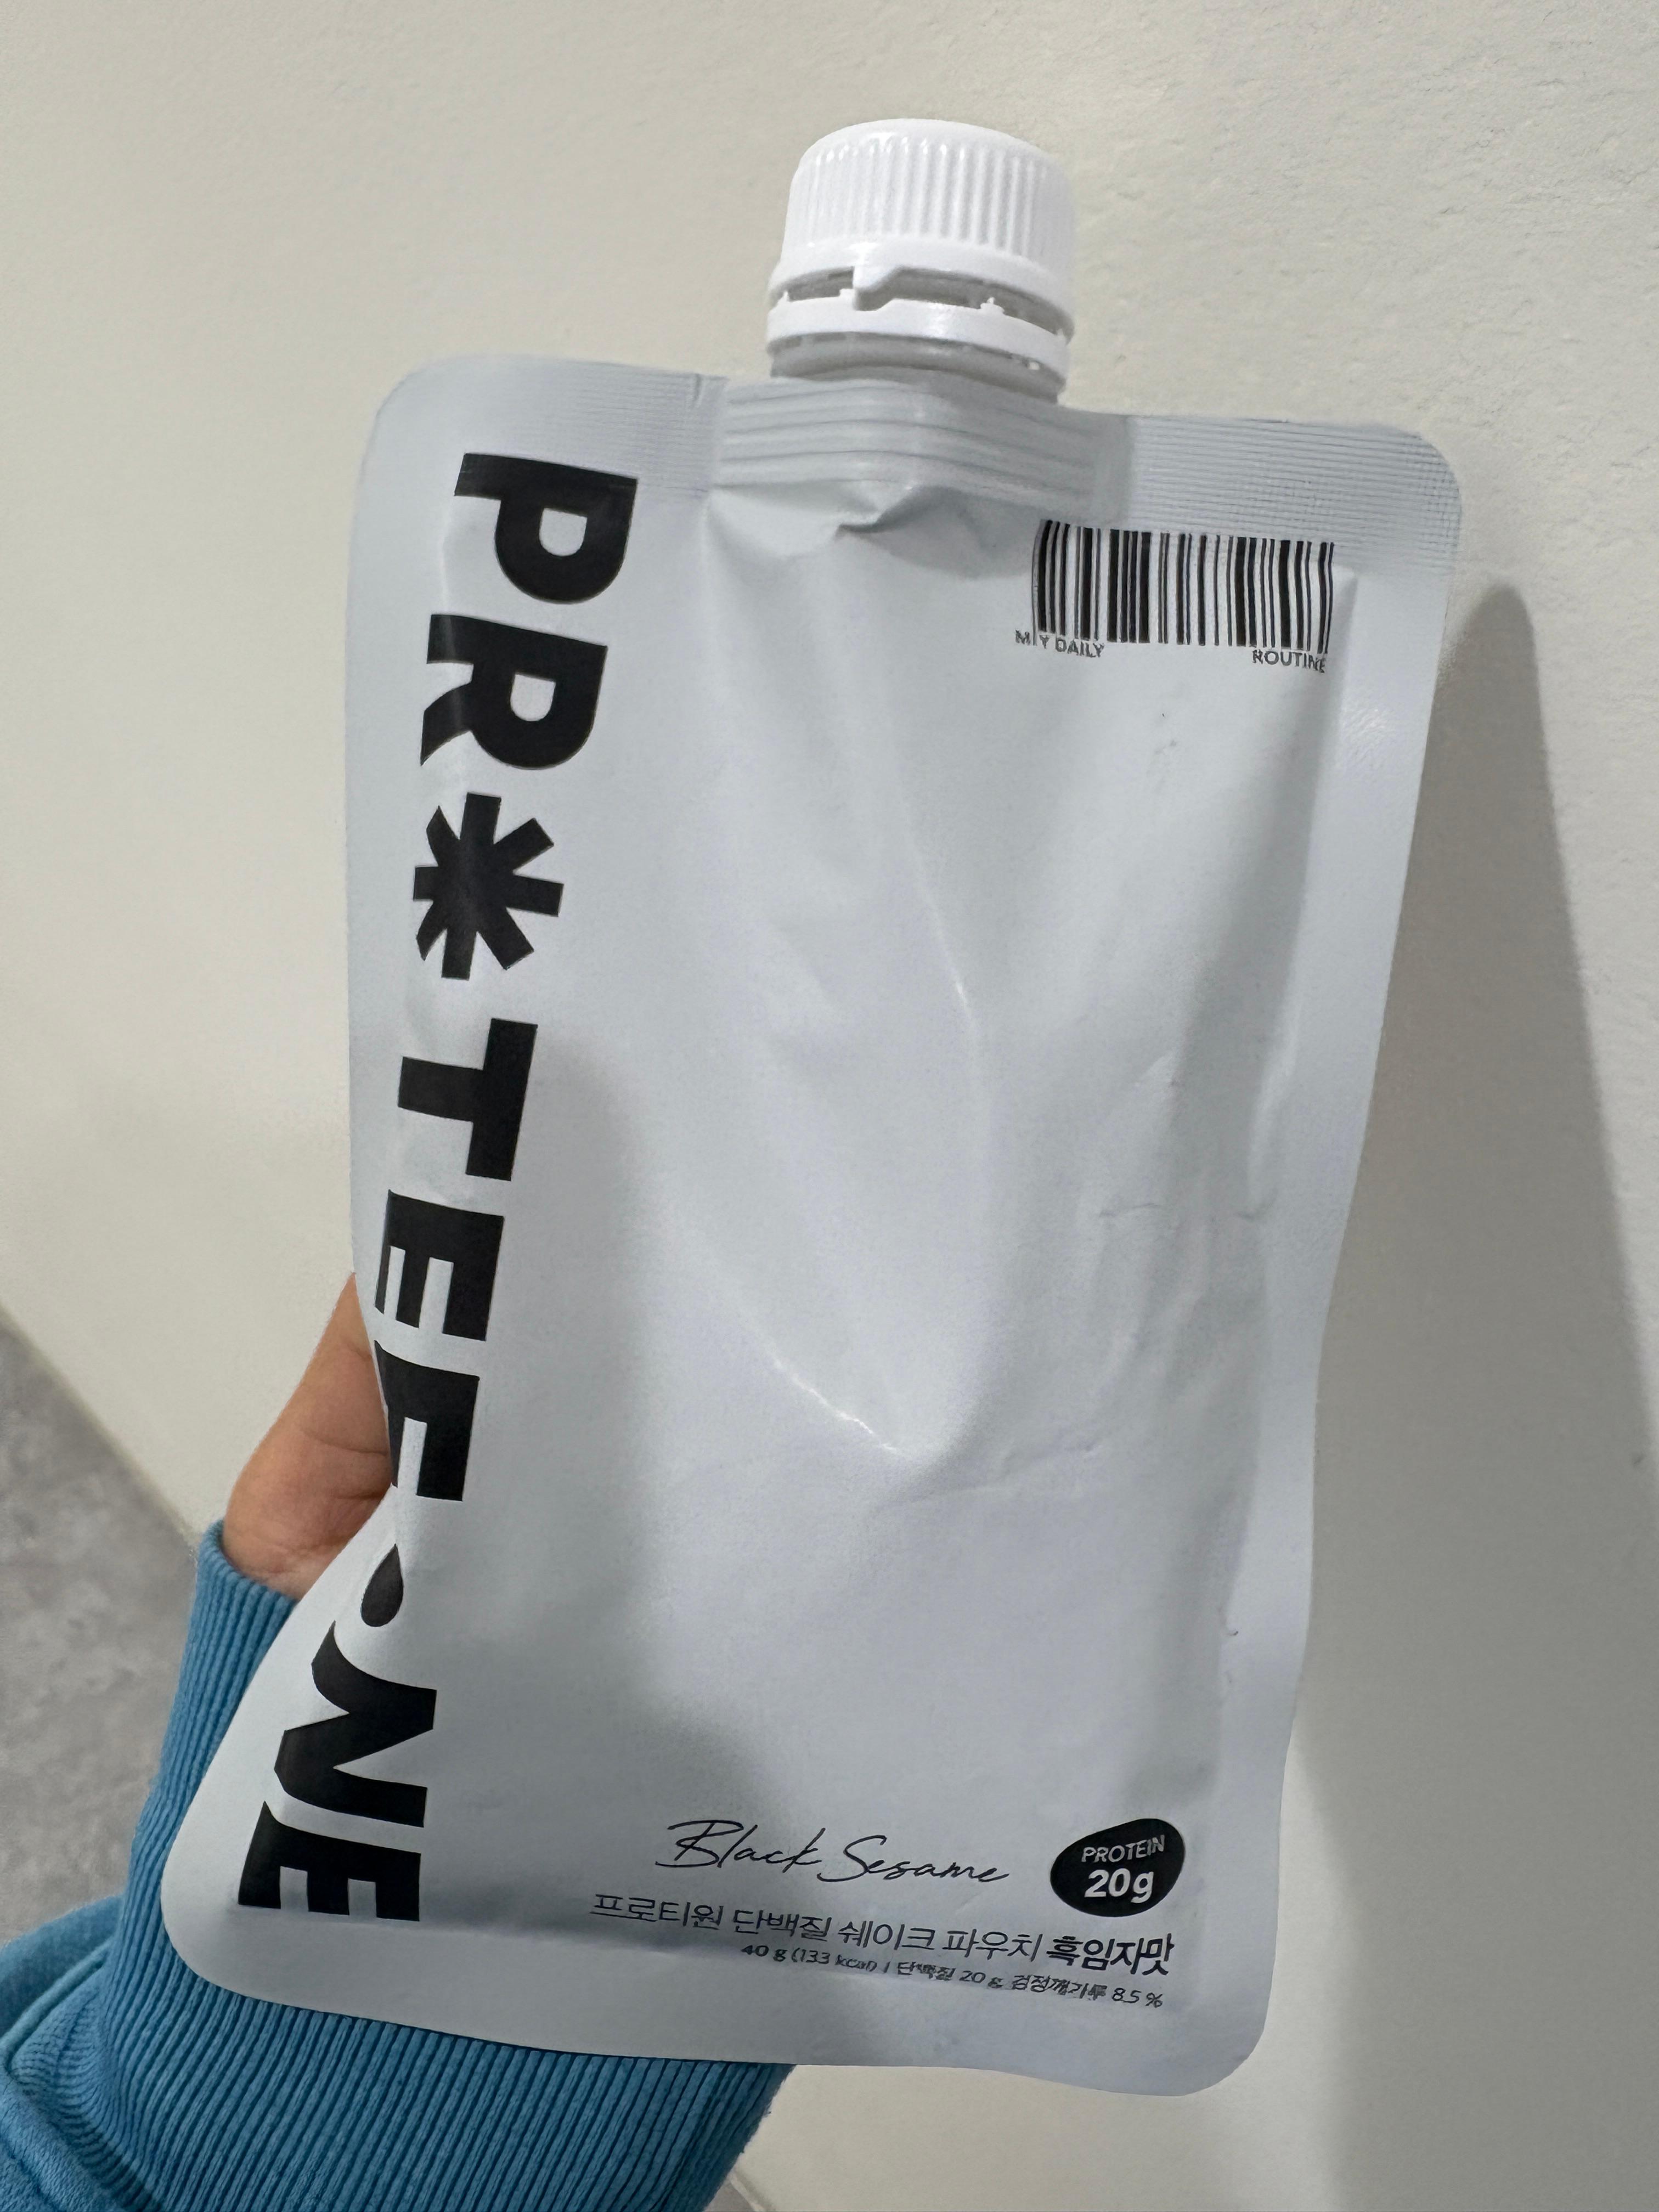 PR*TEE•NE
MY DAILY ROUTINE
Black Sesame
PROTEIN
20g
프로티원 단백질 쉐이크 파우치 흑임자맛
40 g (133 kcal) | 단백질 20 g, 검정깨가루 8.5 %